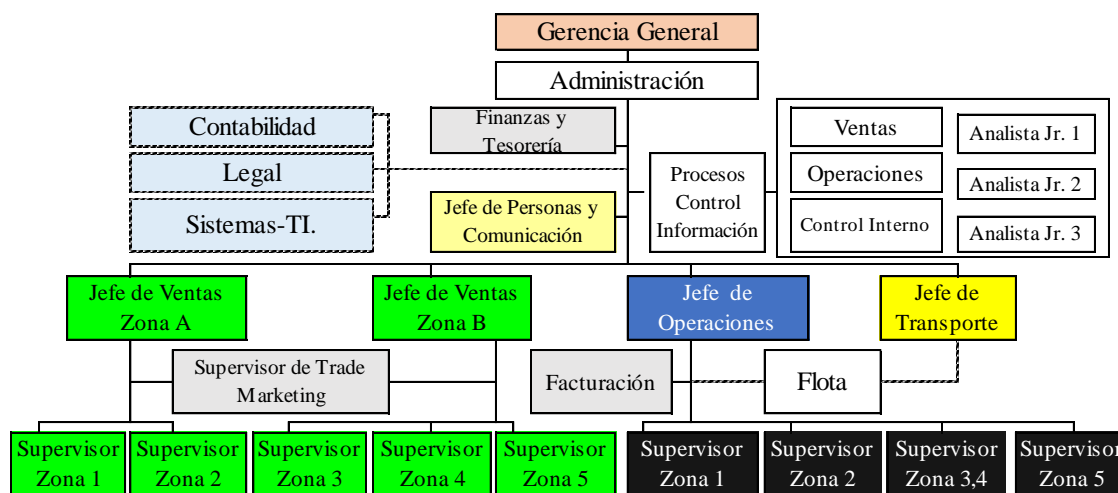 Gerencia General
Administración
Contabilidad
Legal
Sistemas-TI.
Finanzas y
Tesorería
Jefe de Personas y
Comunicación
Procesos
Control
Información
Ventas
Operaciones
Control Interno
Analista Jr. 1
Analista Jr. 2
Analista Jr. 3
Jefe de Ventas
Zona A
Jefe de Ventas
Zona B
Jefe de
Operaciones
Jefe de
Transporte
Supervisor de Trade
Marketing
Facturación
Flota
Supervisor
Zona 1
Supervisor
Zona 2
Supervisor
Zona 3
Supervisor
Zona 4
Supervisor
Zona 5
Supervisor
Zona 1
Supervisor
Zona 2
Supervisor
Zona 3,4
Supervisor
Zona 5